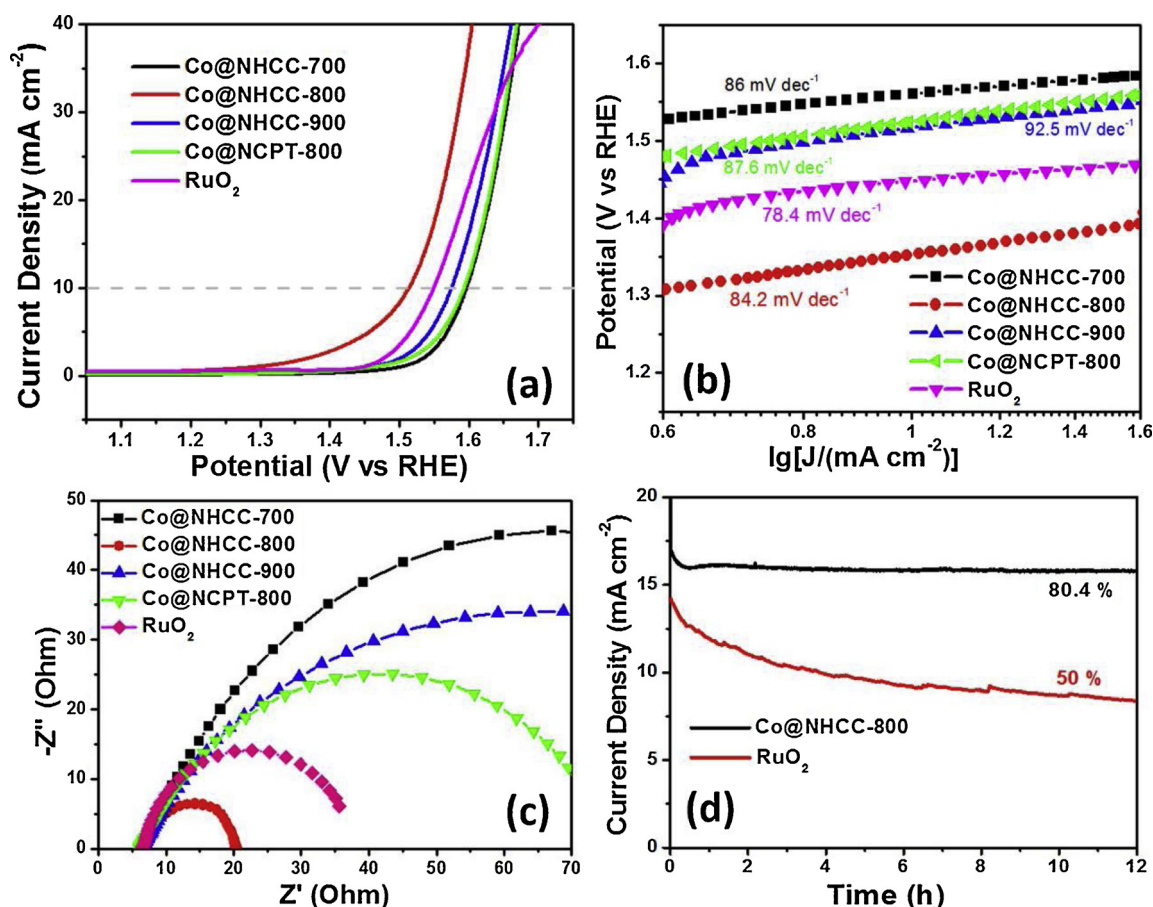 40
30
20
10
0
Current Density (mA cm⁻²)
Co@NHCC-700
Co@NHCC-800
Co@NHCC-900
Co@NCPT-800
RuO₂
(a)
1.1 1.2 1.3 1.4 1.5 1.6 1.7
Potential (V vs RHE)
1.6
1.5
1.4
1.3
1.2
Potential (V vs RHE)
86 mV dec⁻¹
92.5 mV dec⁻¹
87.6 mV dec⁻¹
78.4 mV dec⁻¹
84.2 mV dec⁻¹
Co@NHCC-700
Co@NHCC-800
Co@NHCC-900
Co@NCPT-800
RuO₂
(b)
0.6 0.8 1 1.2 1.4 1.6
lg[J/(mA cm⁻²)]
50
40
30
20
10
0
-Z" (Ohm)
Co@NHCC-700
Co@NHCC-800
Co@NHCC-900
Co@NCPT-800
RuO₂
(c)
0 10 20 30 40 50 60 70
Z' (Ohm)
20
15
10
5
0
Current Density (mA cm⁻²)
80.4 %
50 %
Co@NHCC-800
RuO₂
(d)
0 2 4 6 8 10 12
Time (h)